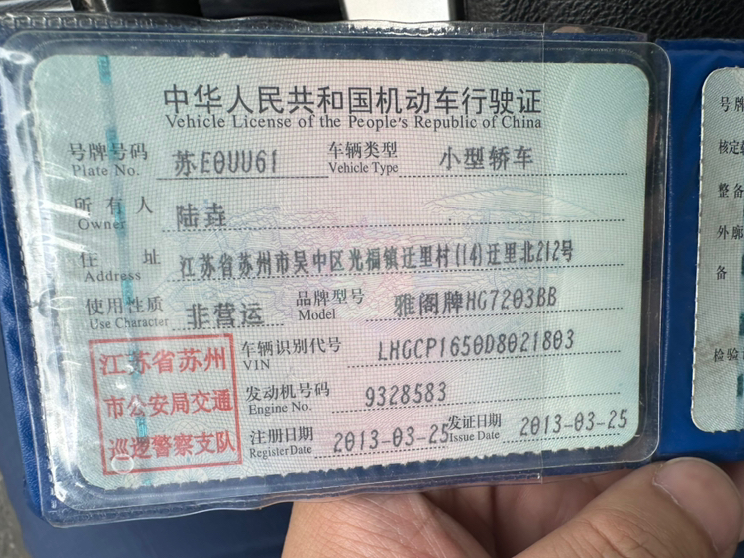 中华人民共和国机动车行驶证
Vehicle License of the People's Republic of China
号牌号码 苏E0UU61 车辆类型 小型轿车
Plate No. Vehicle Type
所有人 陆垚
Owner
住址 江苏省苏州市吴中区光福镇迂里村(14)迂里北212号
Address
使用性质 非营运 品牌型号 雅阁牌HG7203BB
Use Character Model
江苏省苏州
市公安局交通
巡逻警察支队
车辆识别代号 LHGCP1650D8021803
VIN
发动机号码 9328583
Engine No.
注册日期 2013-03-25 发证日期 2013-03-25
Register Date Issue Date
号牌
核定载
整备
外廓
备
检验